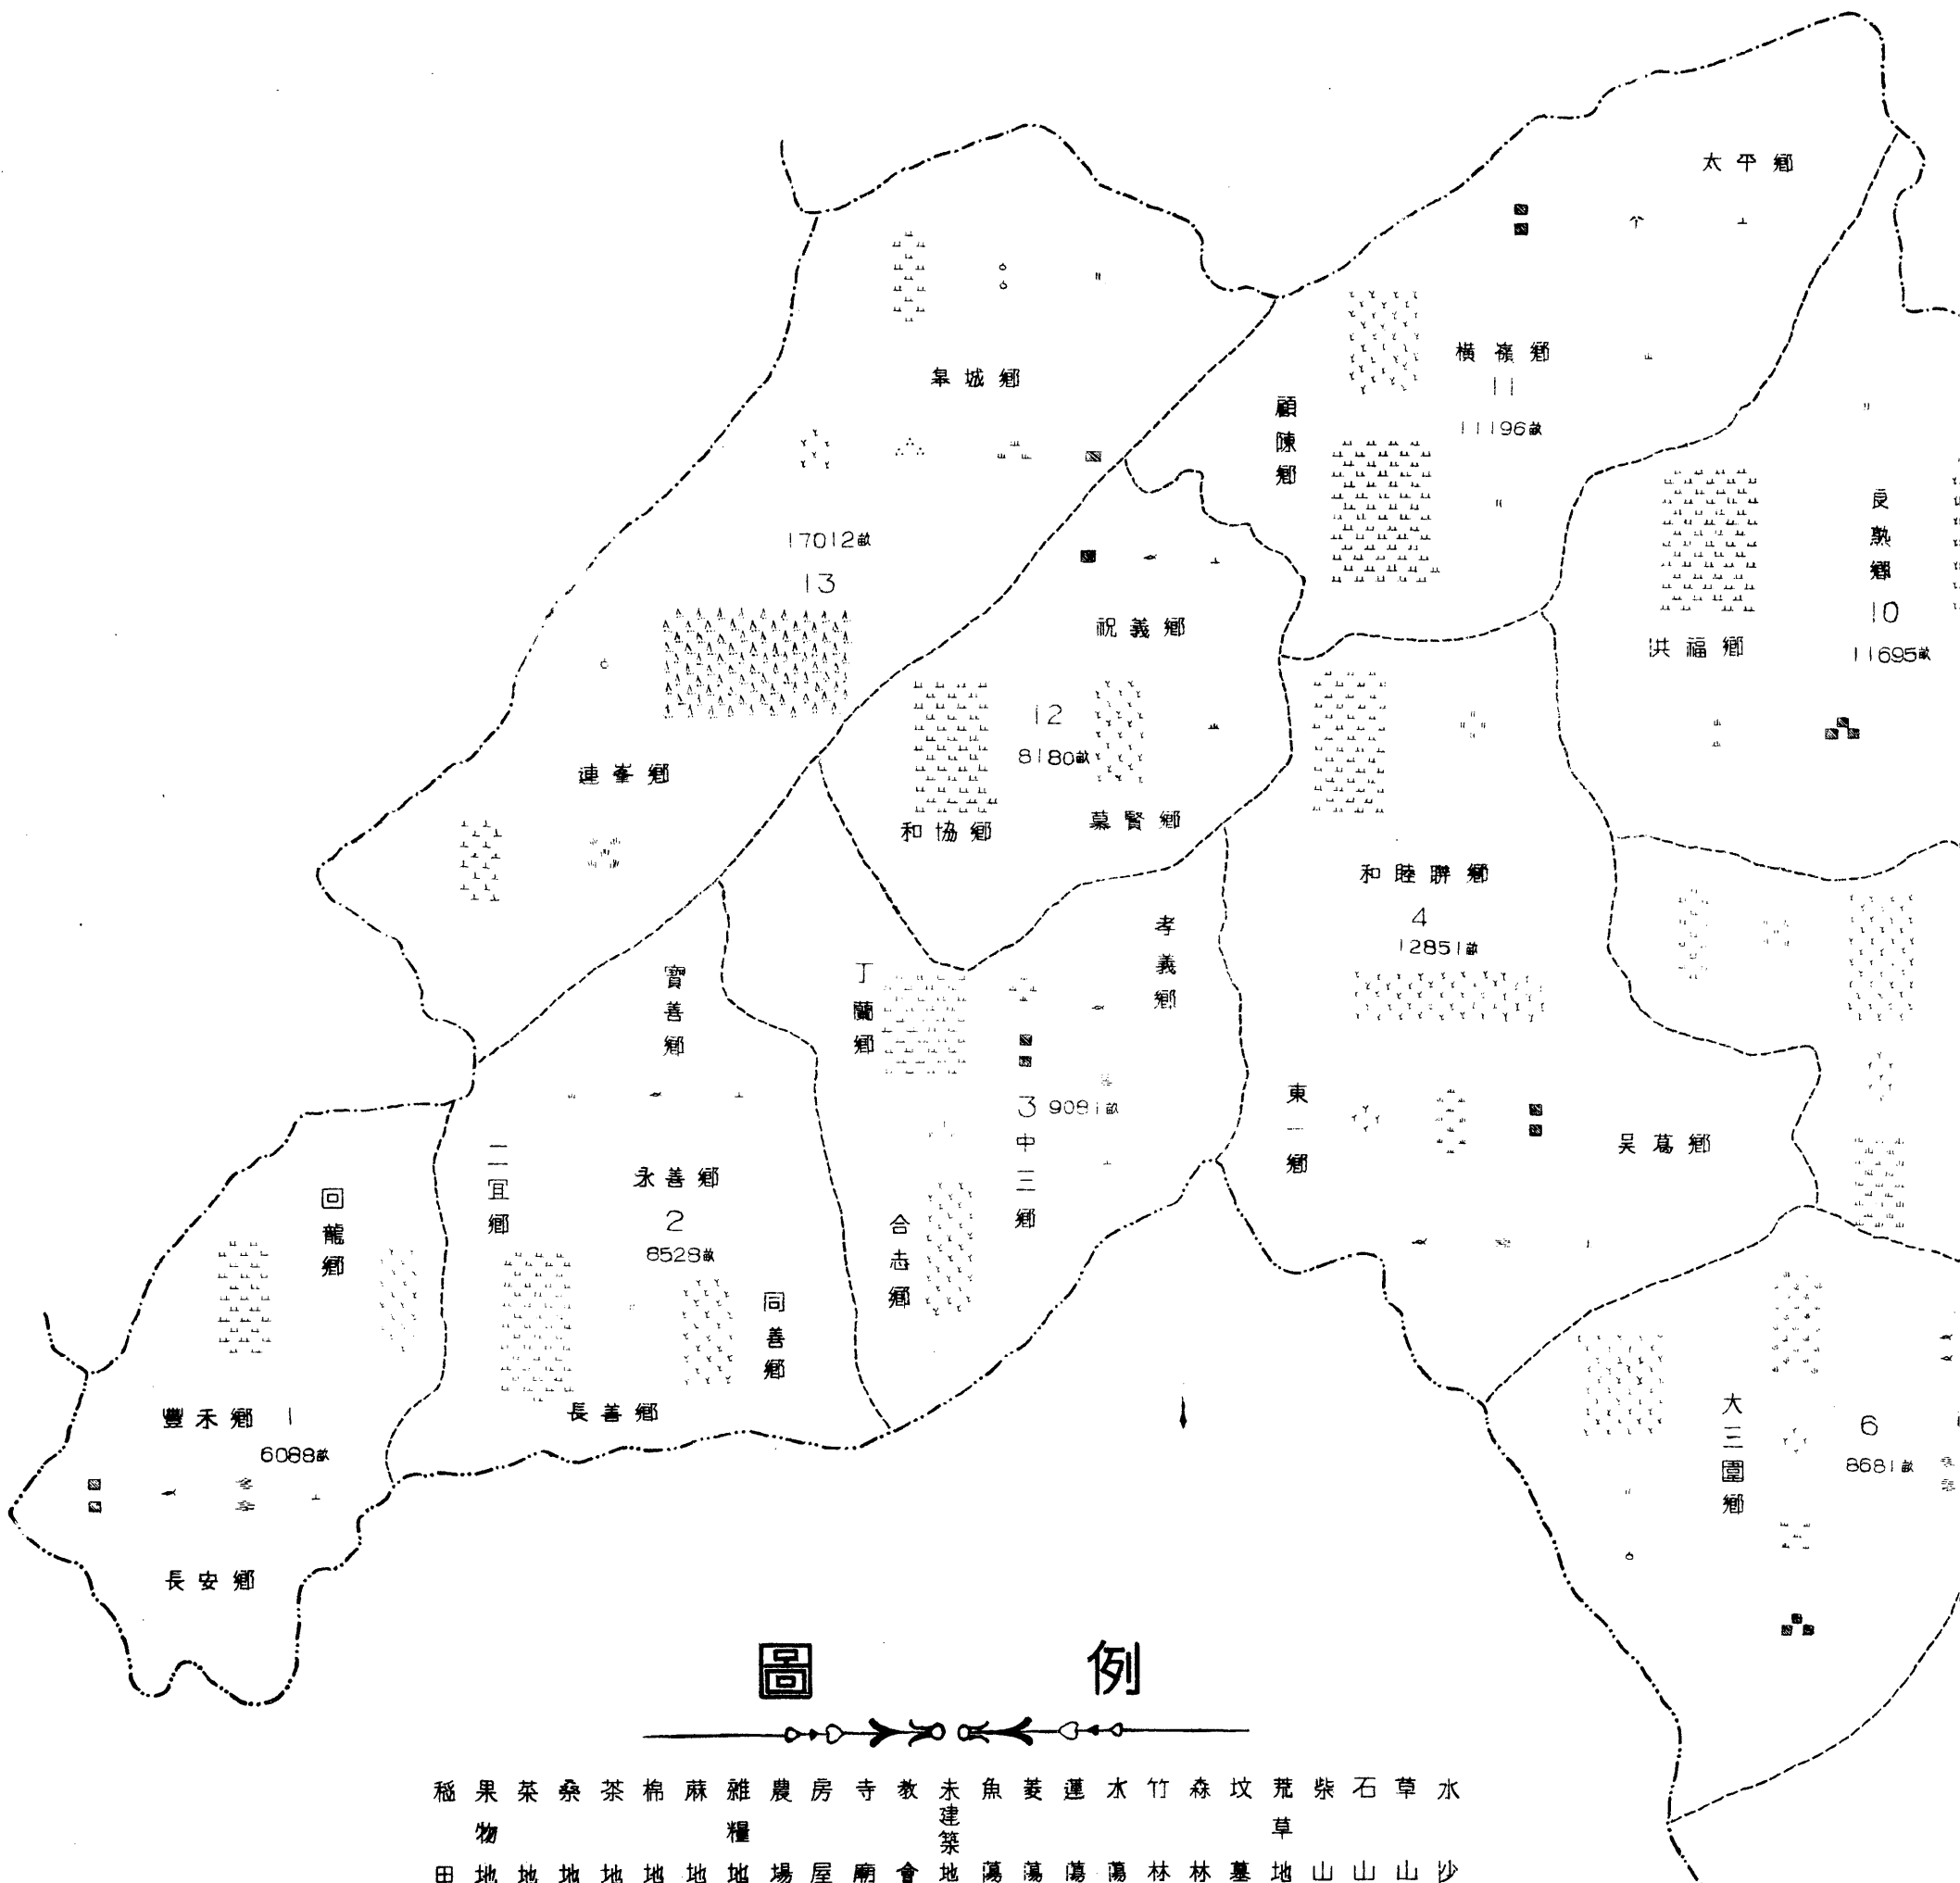 太平鄉
皋城鄉
橫嶺鄉
11
11196畝
顧陳鄉
17012畝
13
良熟鄉
10
11695畝
祝義鄉
洪福鄉
12
8180畝
蓮峯鄉
和協鄉
慕賢鄉
和睦聯鄉
4
12851畝
孝義鄉
寶善鄉
丁蘭鄉
3
9081畝
中三鄉
東一鄉
吴葛鄉
二宜鄉
永善鄉
2
8528畝
回龍鄉
合志鄉
同善鄉
長善鄉
豐禾鄉
1
6088畝
大三圍鄉
6
8681畝
長安鄉
圖例
稻田
果物地
菜地
桑地
茶地
棉地
麻地
雜糧地
農場
房屋
寺廟
教會
未建築地
魚蕩
菱蕩
蓮蕩
水蕩
竹林
森林
坟墓
荒草地
柴山
石山
草山
水沙